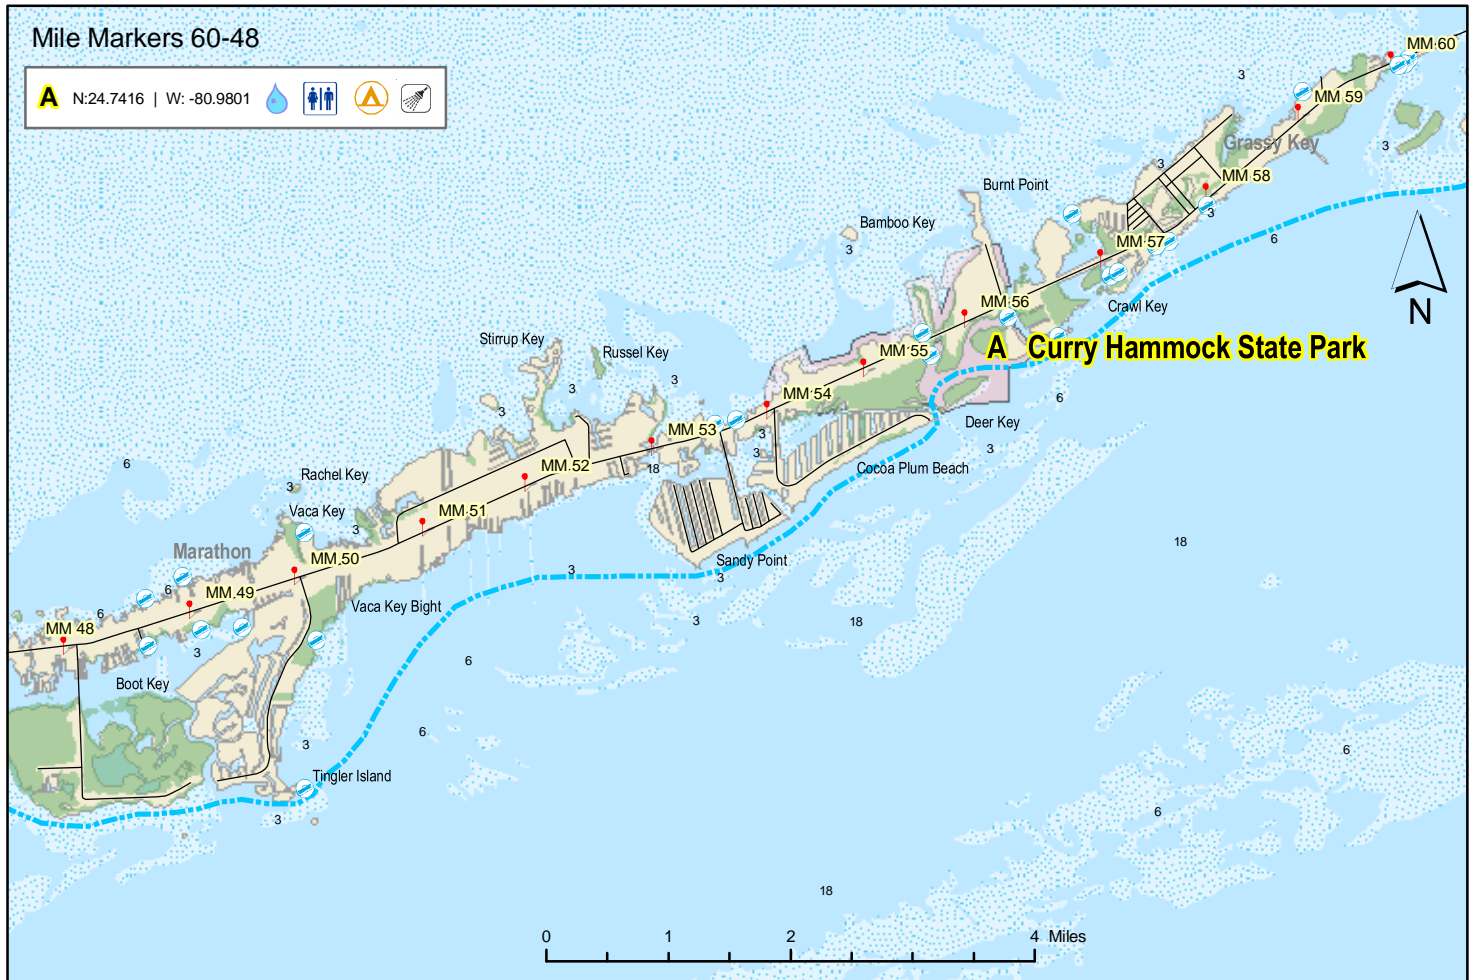 Mile Markers 60-48
A N:24.7416 | W: -80.9801
MM 60
3
MM 59
Grassy Key
3
3
MM 58
3
Burnt Point
Bamboo Key
3
MM 57
6
Crawl Key
N
MM 56
A Curry Hammock State Park
MM 55
Stirrup Key
Russel Key
3
3
3
MM 54
6
Deer Key
3
MM 53
3
3
18
Cocoa Plum Beach
MM 52
6
Rachel Key
3
Vaca Key
3
MM 51
Sandy Point
3
3
18
Marathon
MM 50
6
MM 49
6
Vaca Key Bight
MM 48
3
3
18
6
Boot Key
6
3
6
Tingler Island
3
6
18
0 1 2 4 Miles